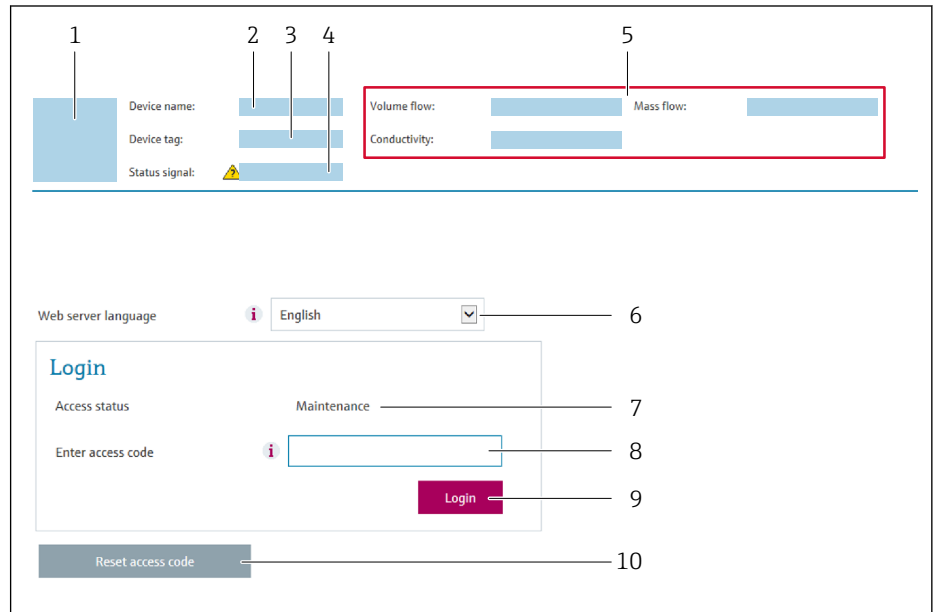 1 2 3 4 5
Device name: Volume flow: Mass flow:
Device tag: Conductivity:
Status signal: ?
Web server language i English 6
Login
Access status Maintenance 7
Enter access code i 8
Login 9
Reset access code 10